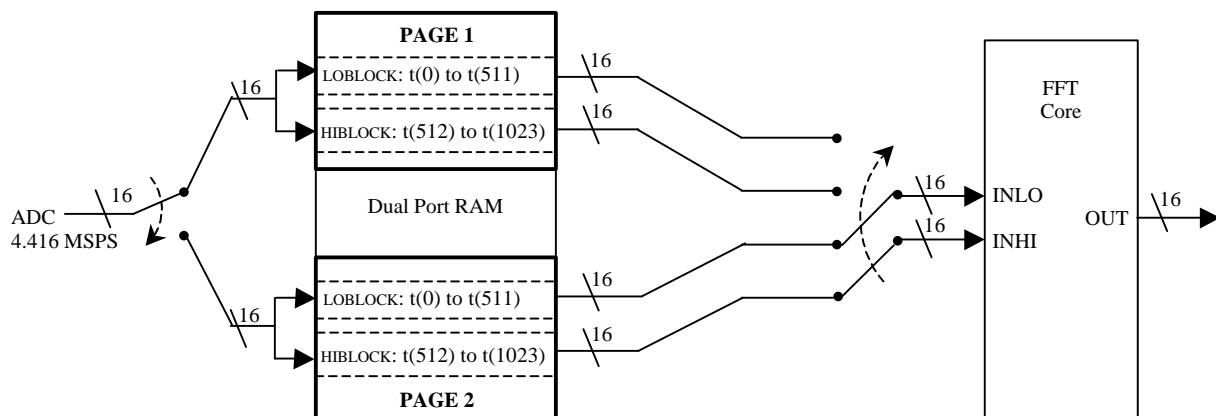 PAGE 1
LOBLOCK: t(0) to t(511)
HIBLOCK: t(512) to t(1023)
16
16
16
ADC
4.416 MSPS
16
Dual Port RAM
16
LOBLOCK: t(0) to t(511)
HIBLOCK: t(512) to t(1023)
PAGE 2
16
16
FFT
Core
16
INLO
16
INHI
OUT
16